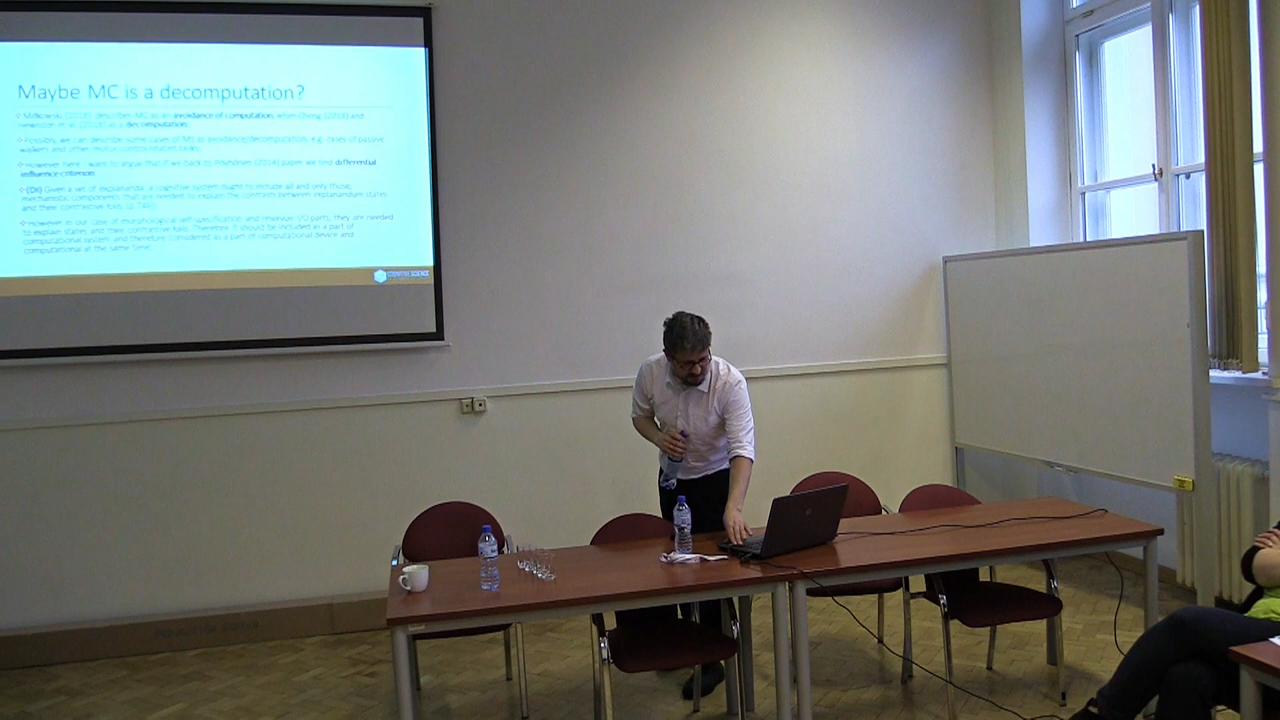 Maybe MC is a decomputation?
Miłkowski (2018) describes MC as an avoidance of computation, when Cheng (2018) and
(2018) as a decomputation.
Possibly, we can describe some cases of MC as avoidance/decomputation, e.g. cases of passive
walkers and other motor control related tasks.
However here I want to argue that if we back to Pöyhönen (2014) paper we find differential
influence criterion.
(DI) Given a set of explananda, a cognitive system ought to include all and only those
mechanistic components that are needed to explain the contrasts between explanandum states
and their contrastive foils (p. 748).
However in our case of morphological self-specification and reservoir I/O parts, they are needed
to explain states and their contrastive foils. Therefore it should be included as a part of
computational system and therefore considered as a part of computational device and
computational at the same time.
COGNITIVE SCIENCE